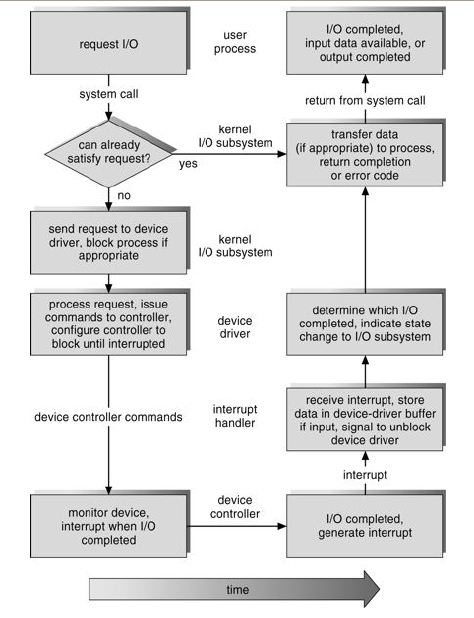 request I/O
user
process
I/O completed,
input data available, or
output completed
system call
return from system call
can already
satisfy request?
yes
no
kernel
I/O subsystem
transfer data
(if appropriate) to process,
return completion
or error code
send request to device
driver, block process if
appropriate
kernel
I/O subsystem
process request, issue
commands to controller,
configure controller to
block until interrupted
device
driver
determine which I/O
completed, indicate state
change to I/O subsystem
device controller commands
interrupt
handler
receive interrupt, store
data in device-driver buffer
if input, signal to unblock
device driver
interrupt
monitor device,
interrupt when I/O
completed
device
controller
I/O completed,
generate interrupt
time